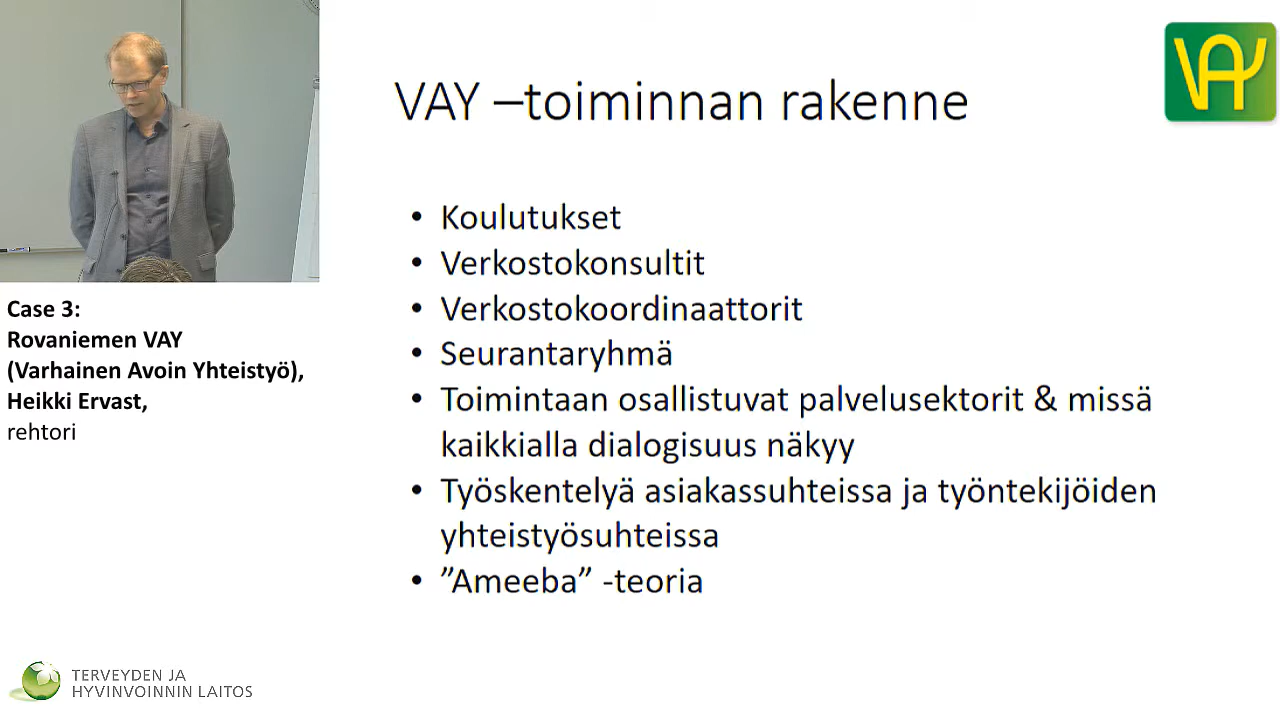 VAY
VAY –toiminnan rakenne
• Koulutukset
• Verkostokonsultit
• Verkostokoordinaattorit
• Seurantaryhmä
• Toimintaan osallistuvat palvelusektorit & missä
kaikkialla dialogisuus näkyy
• Työskentelyä asiakassuhteissa ja työntekijöiden
yhteistyösuhteissa
• ”Ameeba” -teoria
Case 3:
Rovaniemen VAY
(Varhainen Avoin Yhteistyö),
Heikki Ervast,
rehtori
TERVEYDEN JA
HYVINVOINNIN LAITOS